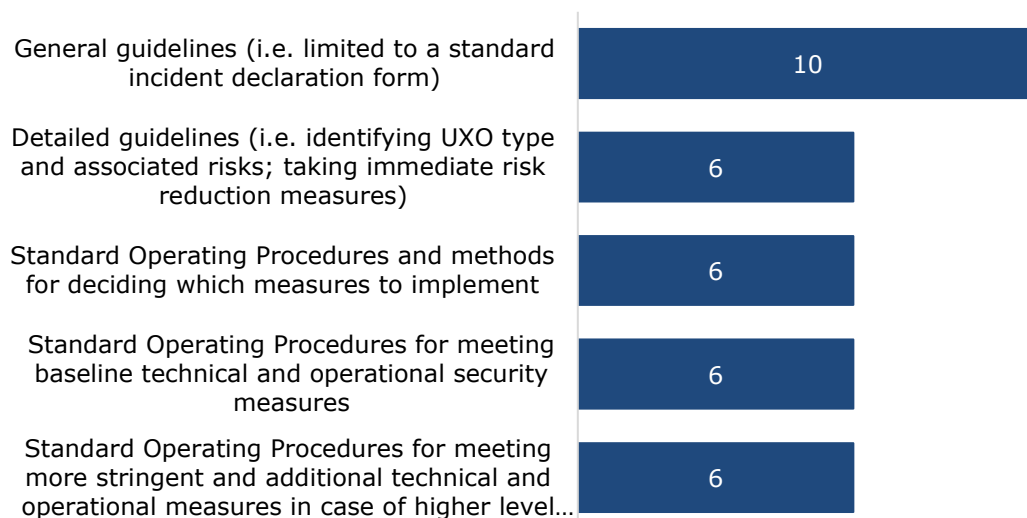 General guidelines (i.e. limited to a standard
incident declaration form)
10
Detailed guidelines (i.e. identifying UXO type
and associated risks; taking immediate risk
reduction measures)
6
Standard Operating Procedures and methods
for deciding which measures to implement
6
Standard Operating Procedures for meeting
baseline technical and operational security
measures
6
Standard Operating Procedures for meeting
more stringent and additional technical and
operational measures in case of higher level…
6